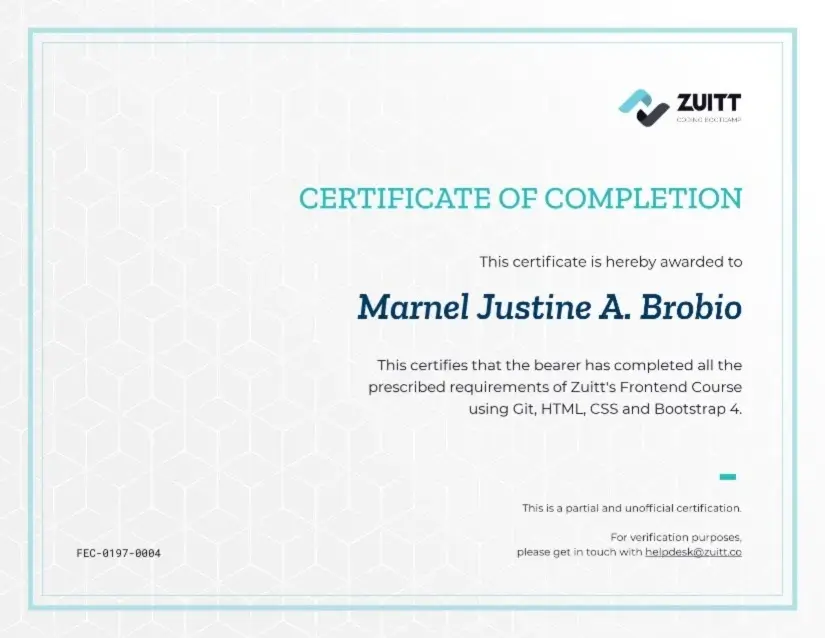 ZUITT
CODING BOOTCAMP
CERTIFICATE OF COMPLETION
This certificate is hereby awarded to
Marnel Justine A. Brobio
This certifies that the bearer has completed all the
prescribed requirements of Zuitt's Frontend Course
using Git, HTML, CSS and Bootstrap 4.
This is a partial and unofficial certification.
For verification purposes,
please get in touch with helpdesk@zuitt.co
FEC-0197-0004